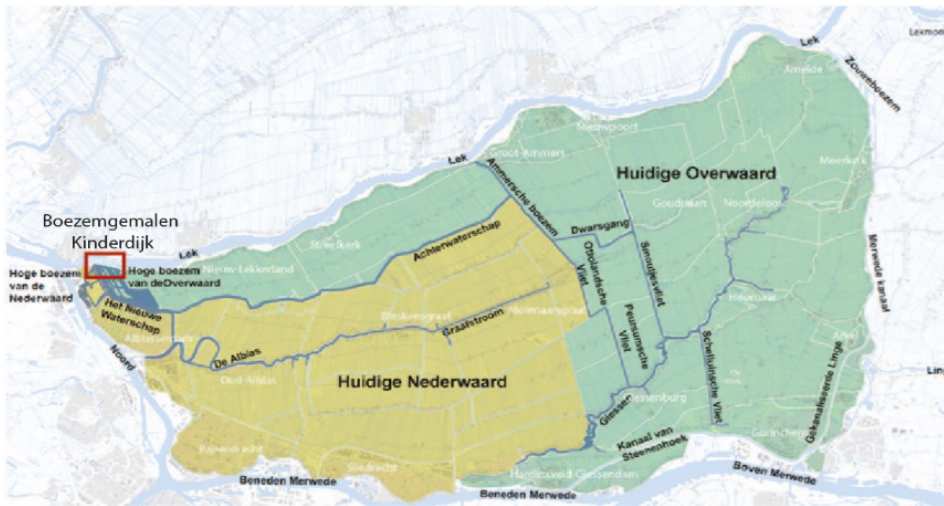 Lek
Lexmond
Ameide
Zouweboezem
Nieuwpoort
Groot-Ammers
Lek
Ammersche boezem
Huidige Overwaard
Meerkerk
Goudriaan
Noordeloos
Boezemgemalen
Kinderdijk
Dwarsgang
Streefkerk
Achterwaterschap
Lek
Ottolandsche
Vliet
Smoutjesvliet
Merwede kanaal
Hoge boezem
van de
Nederwaard
Nieuw-Lekkerland
Hoge boezem
van deOverwaard
Het Nieuwe
Waterschap
Hoornaar
Bleskensgraaf
Molenaarsgraaf
Graafstroom
Peursumsche
Vliet
Alblasserdam
De Alblas
Noord
Schelluinsche Vliet
Arkel
Gekanaliseerde Linge
Oud-Alblas
Huidige Nederwaard
Giessen
Giessenburg
Papendrecht
Sliedrecht
Kanaal van
Steenenhoek
Gorinchem
Hardinxveld-Giessendam
Boven Merwede
Beneden Merwede
Beneden Merwede